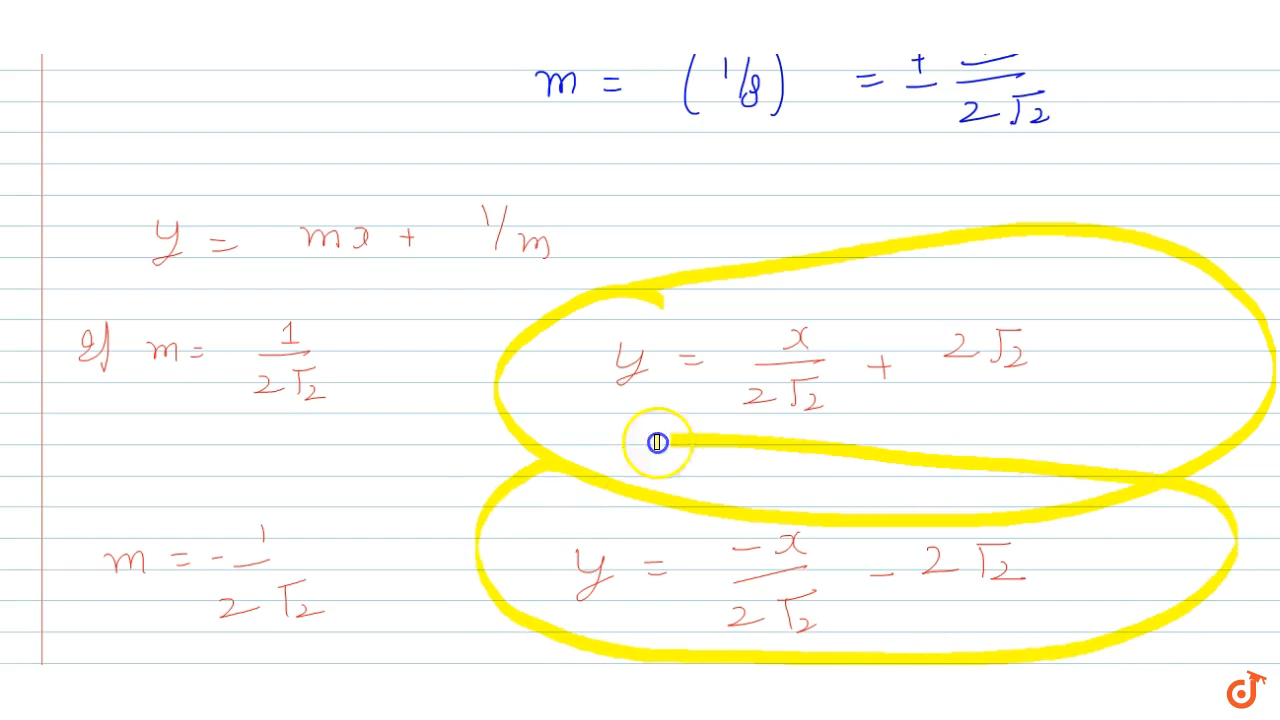 m = (1/8) = ± /2√2
y = mx + 1/m
If m = 1/2√2 y = x/2√2 + 2√2
m = -1/2√2 y = -x/2√2 - 2√2